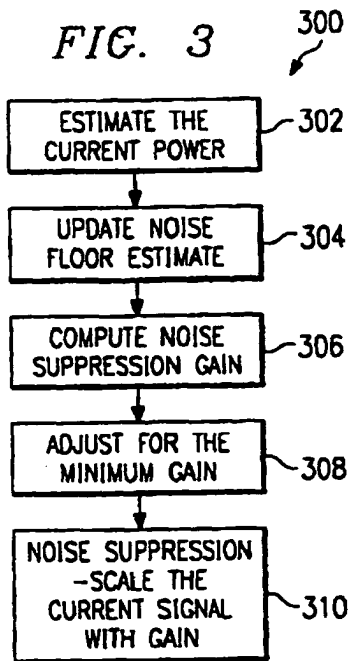 FIG. 3
300
ESTIMATE THE
CURRENT POWER
302
UPDATE NOISE
FLOOR ESTIMATE
304
COMPUTE NOISE
SUPPRESSION GAIN
306
ADJUST FOR THE
MINIMUM GAIN
308
NOISE SUPPRESSION
-SCALE THE
CURRENT SIGNAL
WITH GAIN
310